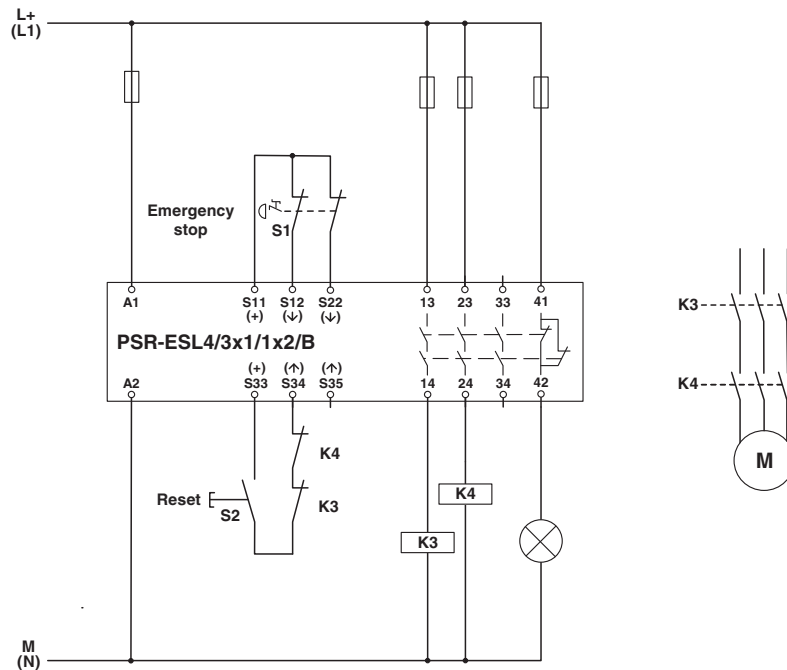 L+
(L1)
Emergency
stop
S1
A1
S11
(+)
S12
(↓)
S22
(↓)
13
23
33
41
PSR-ESL4/3x1/1x2/B
A2
(+)
S33
(↑)
S34
(↑)
S35
14
24
34
42
K4
Reset
S2
K3
K4
K3
M
(N)
K3
K4
M